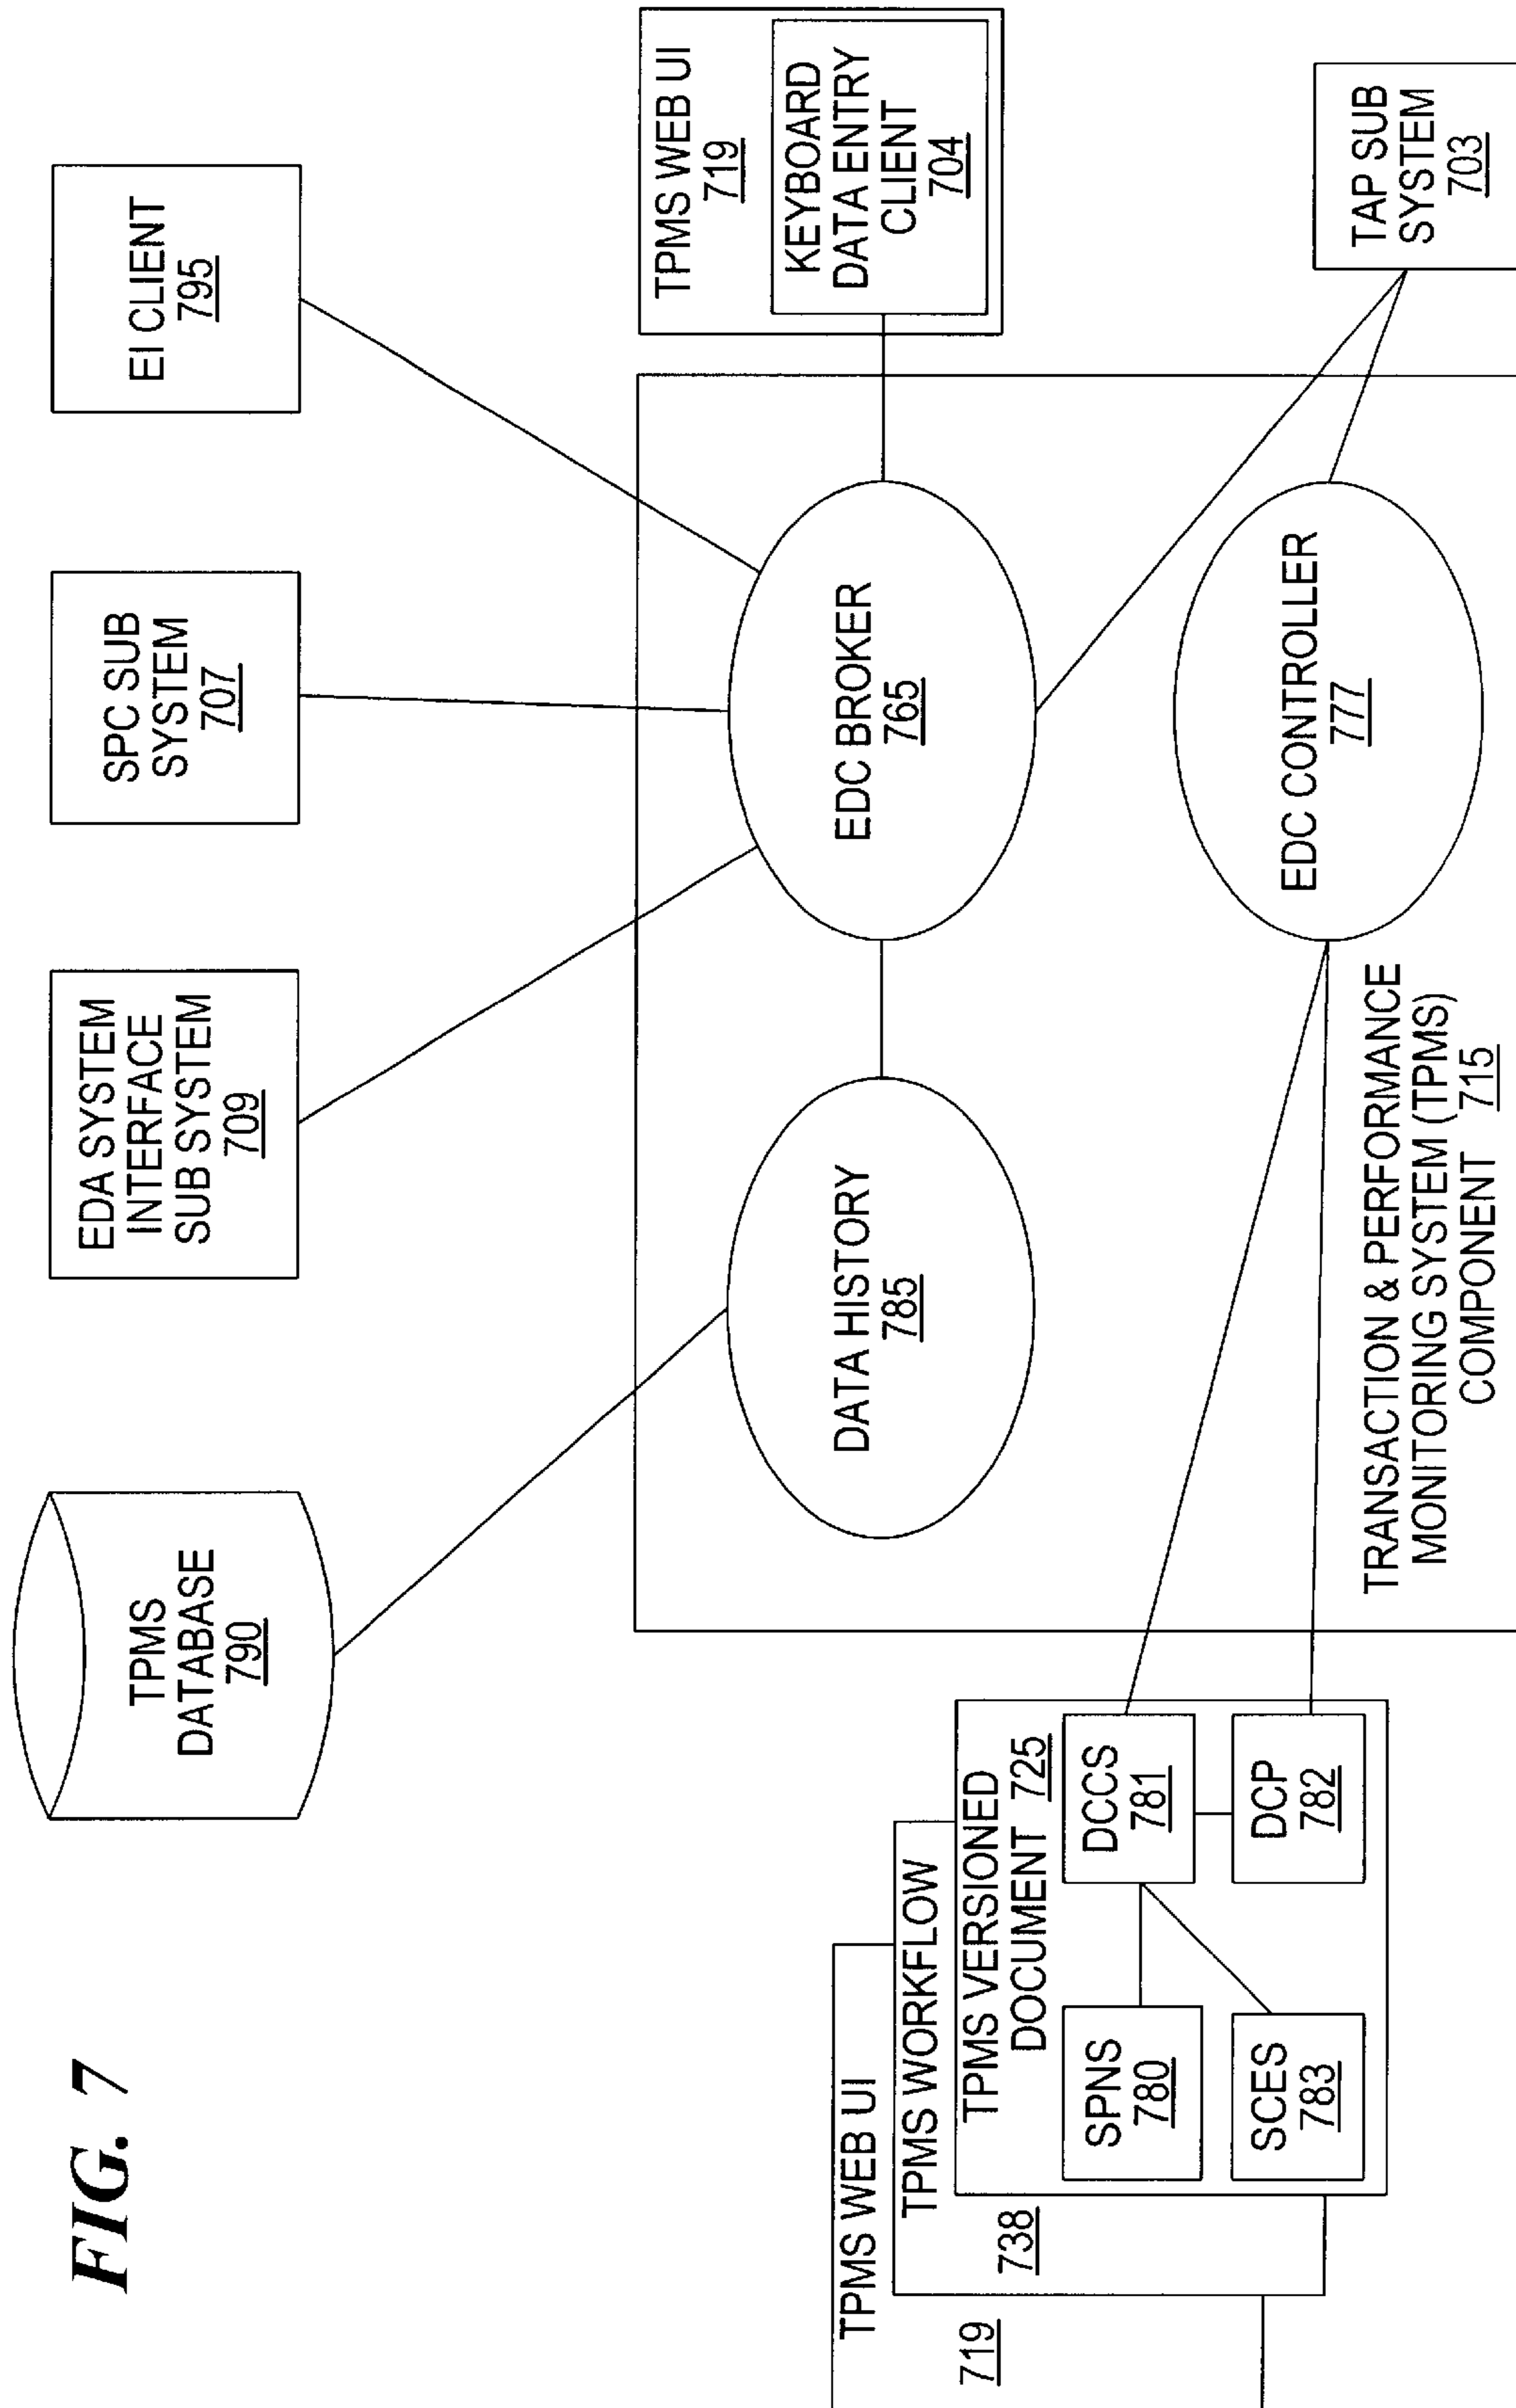 FIG. 7
TPMS
DATABASE
790
EDA SYSTEM
INTERFACE
SUB SYSTEM
709
SPC SUB
SYSTEM
707
EI CLIENT
795
TPMS WEB UI
719
KEYBOARD
DATA ENTRY
CLIENT
704
DATA HISTORY
785
EDC BROKER
765
EDC CONTROLLER
777
TAP SUB
SYSTEM
703
TRANSACTION & PERFORMANCE
MONITORING SYSTEM (TPMS)
COMPONENT 715
TPMS WEB UI
719
TPMS WORKFLOW
738
TPMS VERSIONED
DOCUMENT 725
SPNS
780
DCCS
781
SCES
783
DCP
782